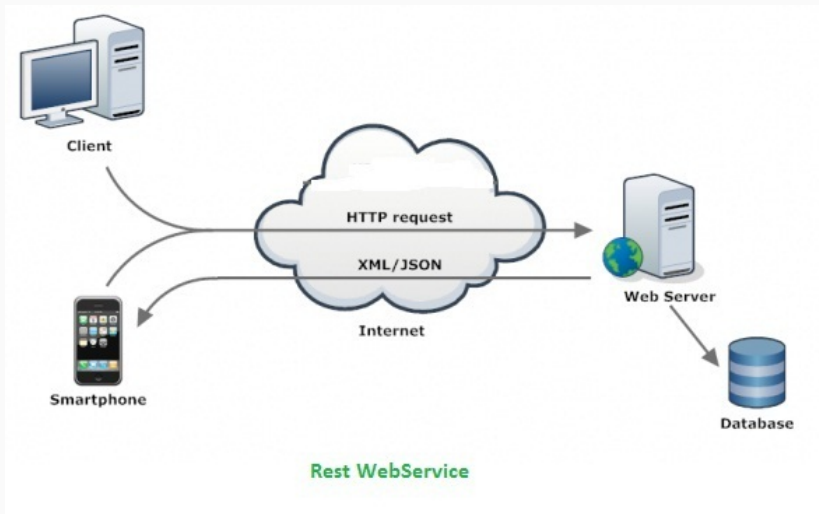 Client
HTTP request
XML/JSON
Web Server
Internet
Smartphone
Database
Rest WebService